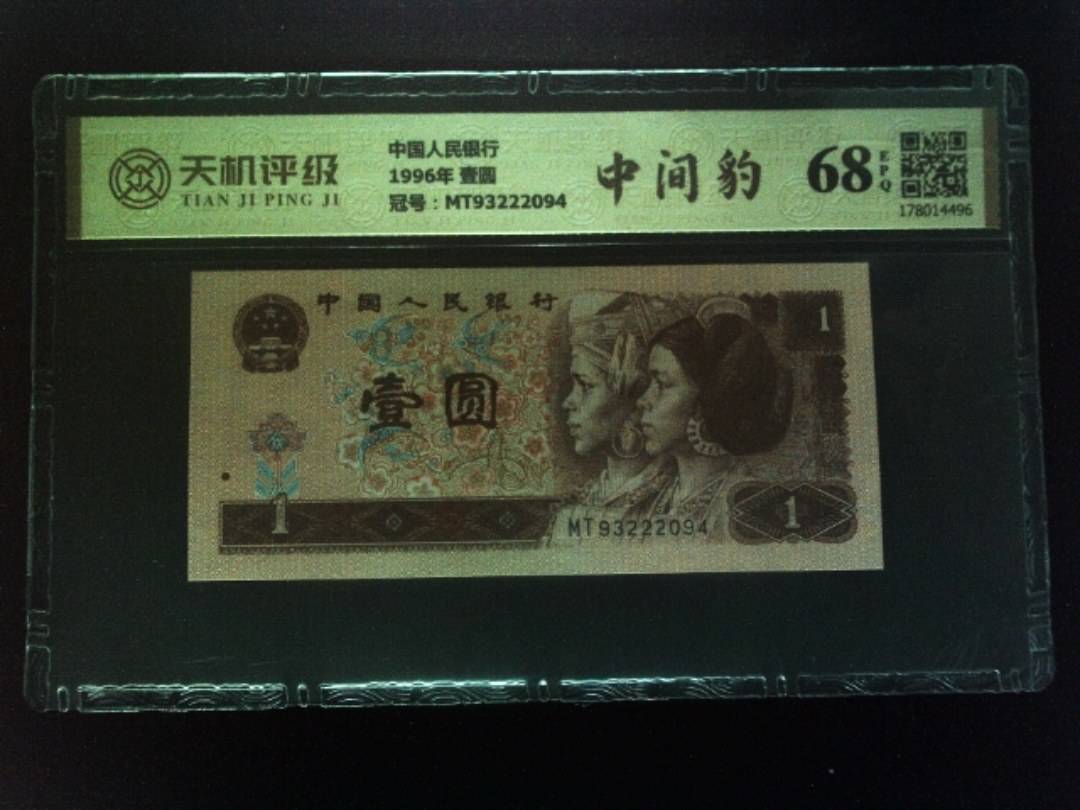 天机评级
TIAN JI PING JI
中国人民银行
1996年 壹圆
冠号：MT93222094
中间豹
68
EPQ
178014496
中国人民银行
1
壹圆
1
1
MT93222094